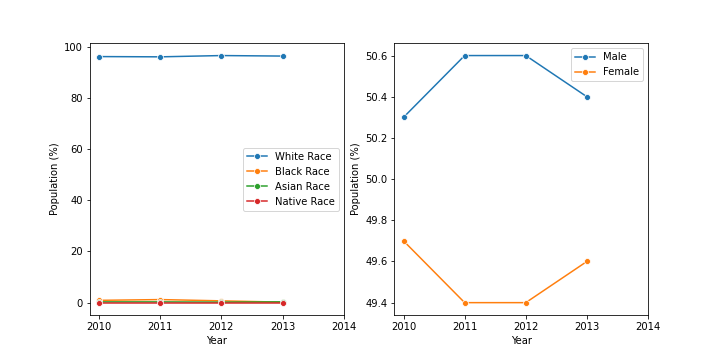 100
80
60
40
20
0
Population (%)
2010 2011 2012 2013 2014
Year
White Race
Black Race
Asian Race
Native Race
50.6
50.4
50.2
50.0
49.8
49.6
49.4
Population (%)
2010 2011 2012 2013 2014
Year
Male
Female